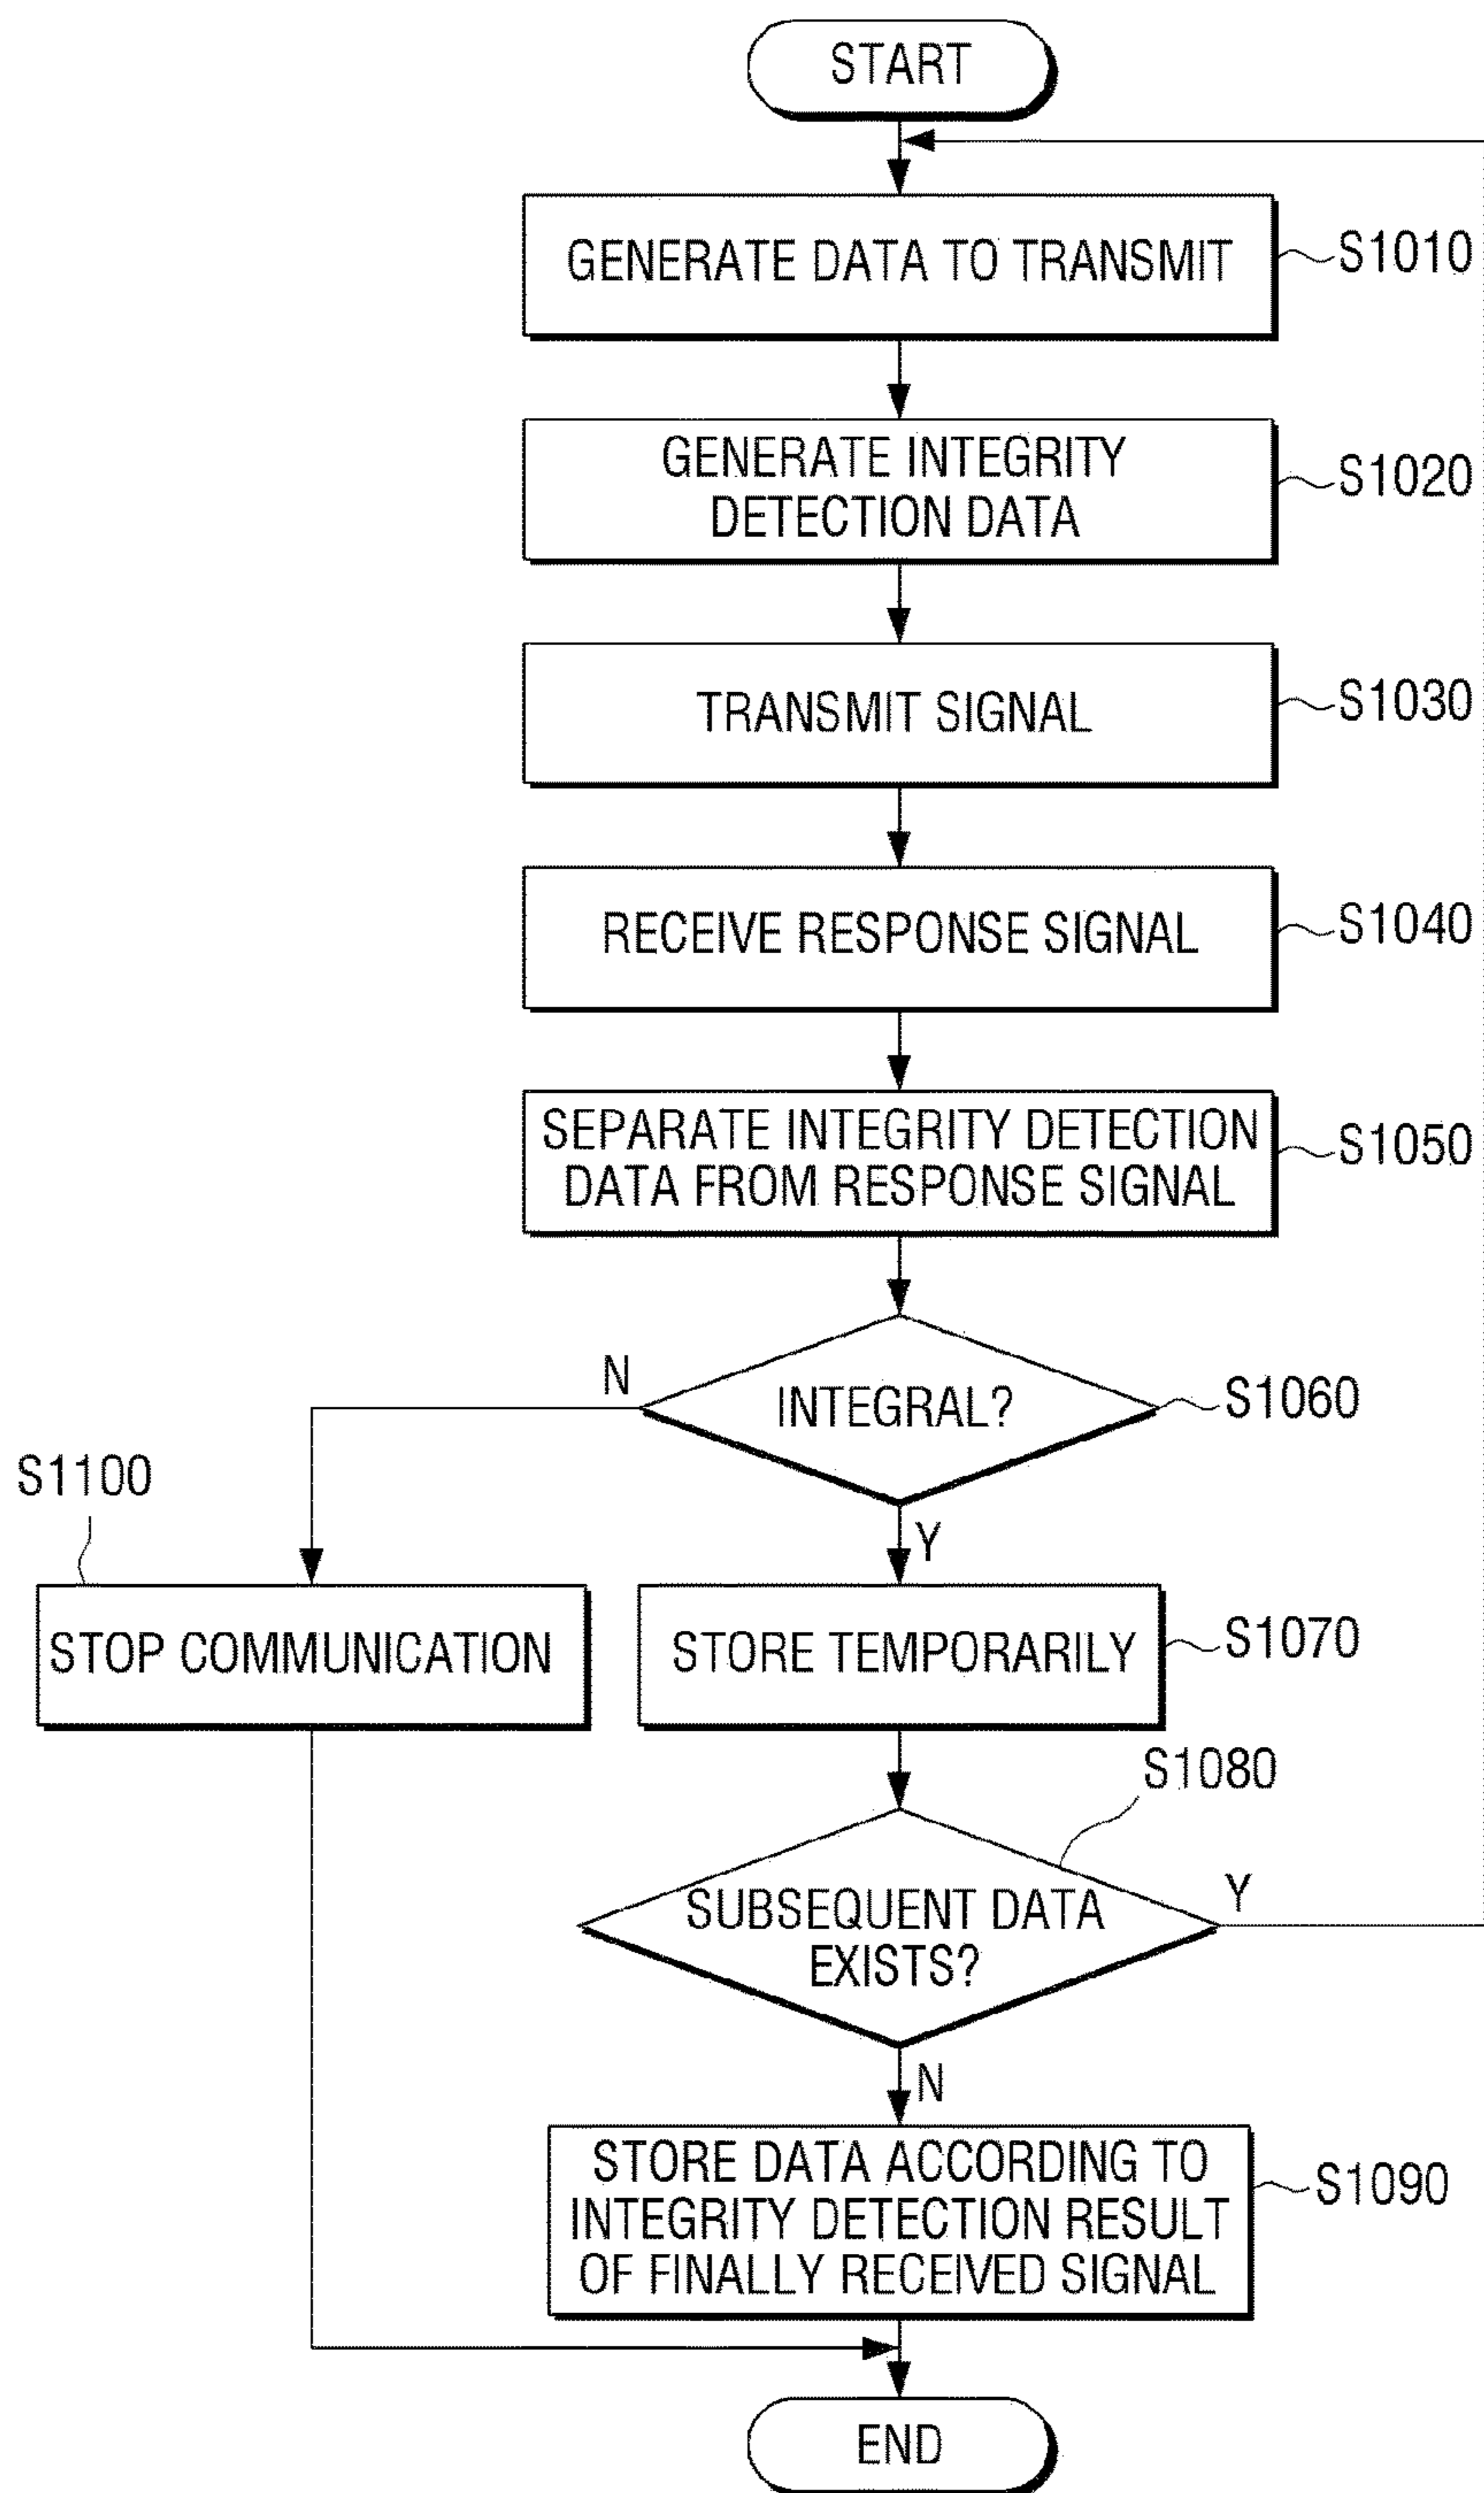 START
GENERATE DATA TO TRANSMIT
S1010
GENERATE INTEGRITY
DETECTION DATA
S1020
TRANSMIT SIGNAL
S1030
RECEIVE RESPONSE SIGNAL
S1040
SEPARATE INTEGRITY DETECTION
DATA FROM RESPONSE SIGNAL
S1050
N
INTEGRAL?
S1060
S1100
Y
STOP COMMUNICATION
STORE TEMPORARILY
S1070
S1080
SUBSEQUENT DATA
EXISTS?
Y
N
STORE DATA ACCORDING TO
INTEGRITY DETECTION RESULT
OF FINALLY RECEIVED SIGNAL
S1090
END